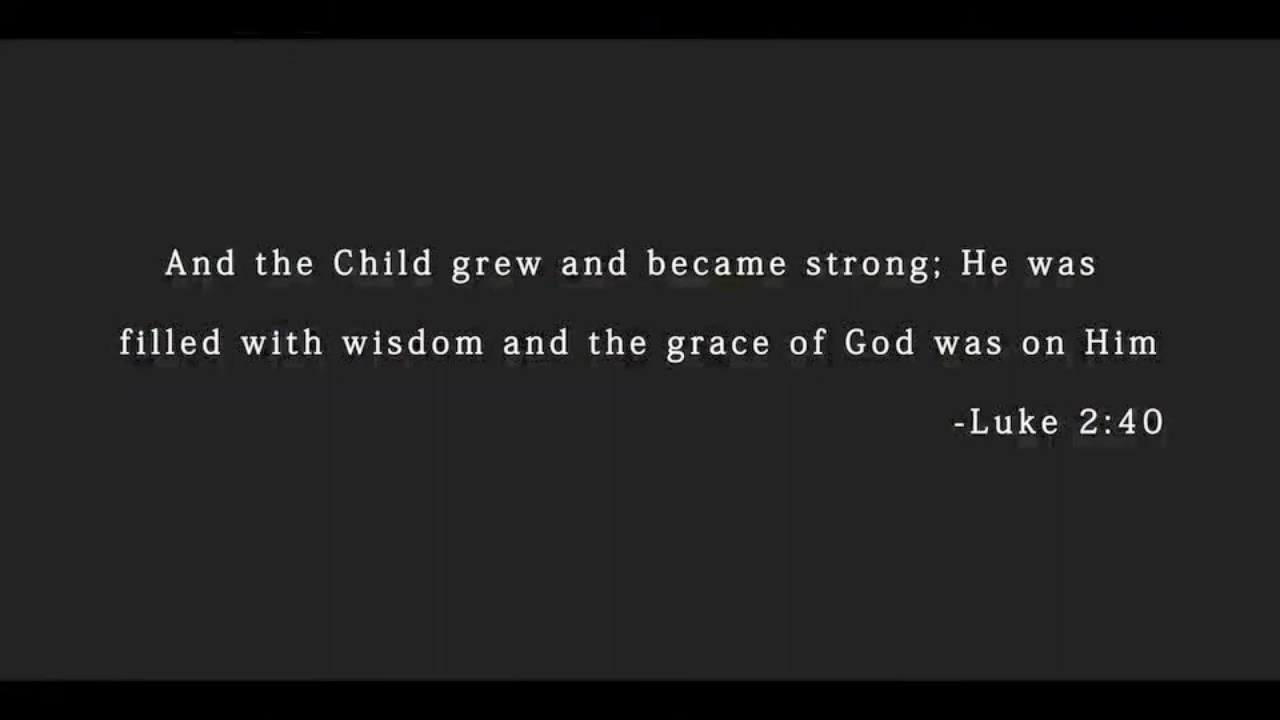 And the Child grew and became strong; He was
filled with wisdom and the grace of God was on Him
-Luke 2:40